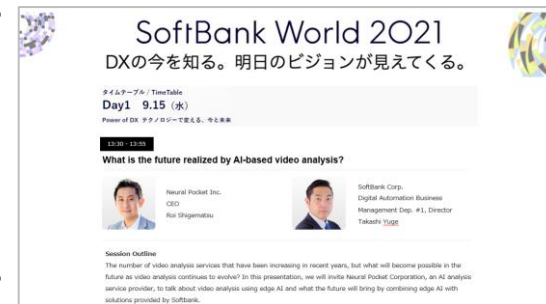 SoftBank World 2021
DXの今を知る。明日のビジョンが見えてくる。
タイムテーブル / TimeTable
Day1 9.15 (水)
Power of DX テクノロジーで変える、今と未来
13:30 - 13:55
What is the future realized by AI-based video analysis?
Neural Pocket Inc.
CEO
Roi Shigematsu
SoftBank Corp.
Digital Automation Business
Management Dep. #1, Director
Takashi Yuge
Session Outline
The number of video analysis services that have been increasing in recent years, but what will become possible in the
future as video analysis continues to evolve? In this presentation, we will invite Neural Pocket Corporation, an AI analysis
service provider, to talk about video analysis using edge AI and what the future will bring by combining edge AI with
solutions provided by Softbank.